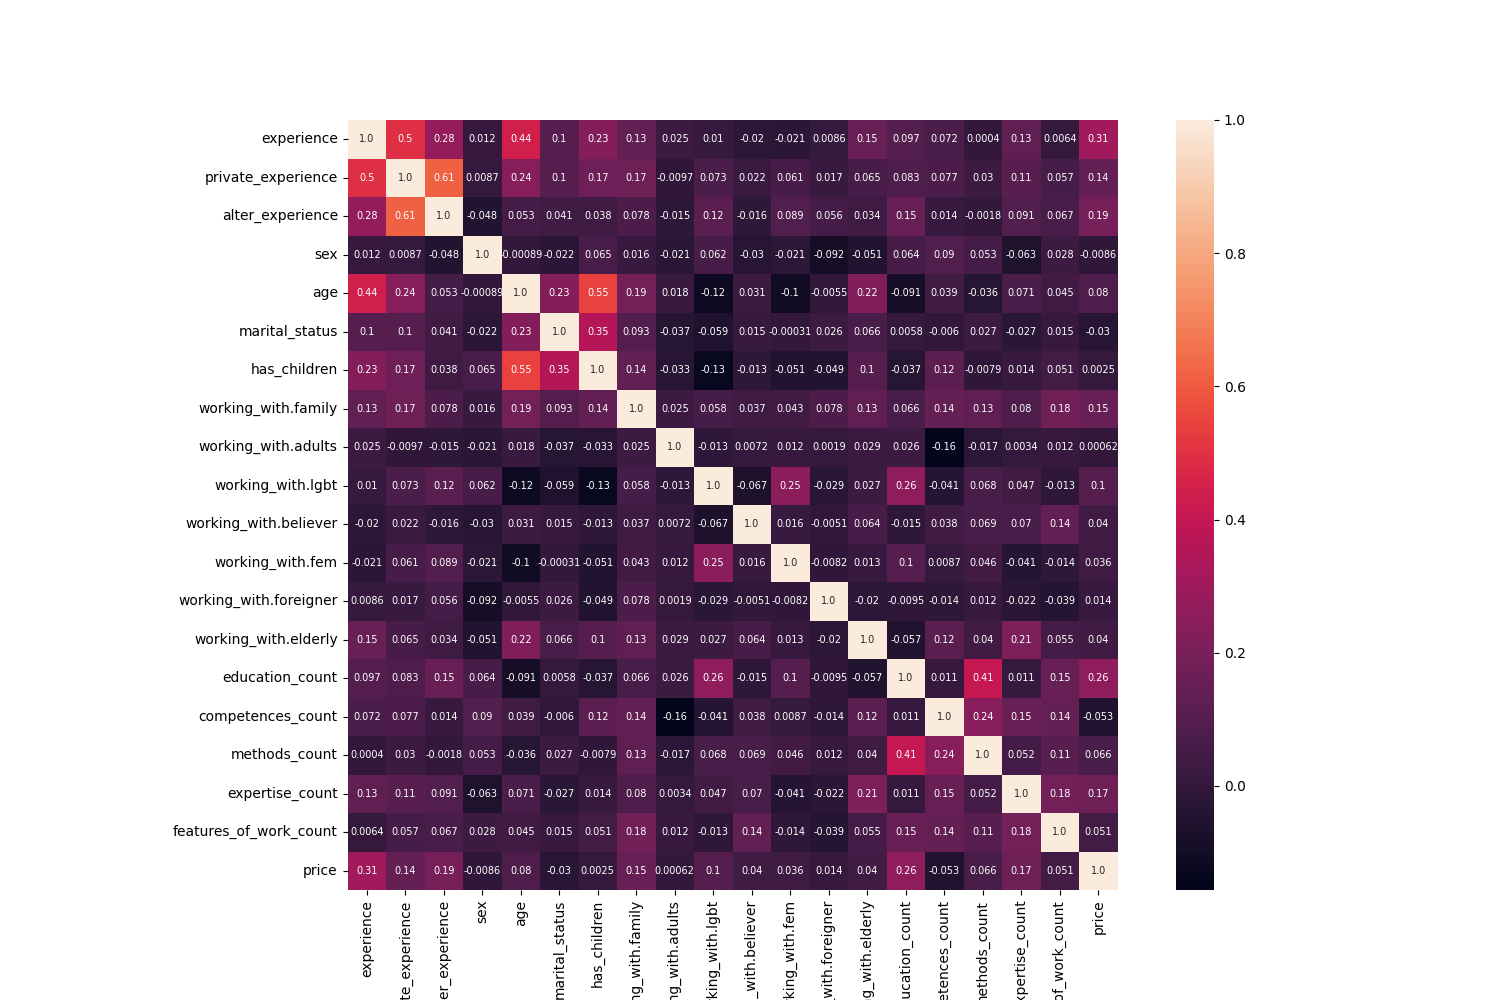 experience 1.0 0.5 0.28 0.012 0.44 0.1 0.23 0.13 0.025 0.01 -0.02 -0.021 0.0086 0.15 0.097 0.072 0.0004 0.13 0.0064 0.31
private_experience 0.5 1.0 0.61 0.0087 0.24 0.1 0.17 0.17 -0.0097 0.073 0.022 0.061 0.017 0.065 0.083 0.077 0.03 0.11 0.057 0.14
alter_experience 0.28 0.61 1.0 -0.048 0.053 0.041 0.038 0.078 -0.015 0.12 -0.016 0.089 0.056 0.034 0.15 0.014 -0.0018 0.091 0.067 0.19
sex 0.012 0.0087 -0.048 1.0 -0.00089 -0.022 0.065 0.016 -0.021 0.062 -0.03 -0.021 -0.092 -0.051 0.064 0.09 0.053 -0.063 0.028 -0.0086
age 0.44 0.24 0.053 -0.00089 1.0 0.23 0.55 0.19 0.018 -0.12 0.031 -0.1 -0.0055 0.22 -0.091 0.039 -0.036 0.071 0.045 0.08
marital_status 0.1 0.1 0.041 -0.022 0.23 1.0 0.35 0.093 -0.037 -0.059 0.015 -0.00031 0.026 0.066 0.0058 -0.006 0.027 -0.027 0.015 -0.03
has_children 0.23 0.17 0.038 0.065 0.55 0.35 1.0 0.14 -0.033 -0.13 -0.013 -0.051 -0.049 0.1 -0.037 0.12 -0.0079 0.014 0.051 0.0025
working_with.family 0.13 0.17 0.078 0.016 0.19 0.093 0.14 1.0 0.025 0.058 0.037 0.043 0.078 0.13 0.066 0.14 0.13 0.08 0.18 0.15
working_with.adults 0.025 -0.0097 -0.015 -0.021 0.018 -0.037 -0.033 0.025 1.0 -0.013 0.0072 0.012 0.0019 0.029 0.026 -0.16 -0.017 0.0034 0.012 0.00062
working_with.lgbt 0.01 0.073 0.12 0.062 -0.12 -0.059 -0.13 0.058 -0.013 1.0 -0.067 0.25 -0.029 0.027 0.26 -0.041 0.068 0.047 -0.013 0.1
working_with.believer -0.02 0.022 -0.016 -0.03 0.031 0.015 -0.013 0.037 0.0072 -0.067 1.0 0.016 -0.0051 0.064 -0.015 0.038 0.069 0.07 0.14 0.04
working_with.fem -0.021 0.061 0.089 -0.021 -0.1 -0.00031 -0.051 0.043 0.012 0.25 0.016 1.0 -0.0082 0.013 0.1 0.0087 0.046 -0.041 -0.014 0.036
working_with.foreigner 0.0086 0.017 0.056 -0.092 -0.0055 0.026 -0.049 0.078 0.0019 -0.029 -0.0051 -0.0082 1.0 -0.02 -0.0095 -0.014 0.012 -0.022 -0.039 0.014
working_with.elderly 0.15 0.065 0.034 -0.051 0.22 0.066 0.1 0.13 0.029 0.027 0.064 0.013 -0.02 1.0 -0.057 0.12 0.04 0.21 0.055 0.04
education_count 0.097 0.083 0.15 0.064 -0.091 0.0058 -0.037 0.066 0.026 0.26 -0.015 0.1 -0.0095 -0.057 1.0 0.011 0.41 0.011 0.15 0.26
competences_count 0.072 0.077 0.014 0.09 0.039 -0.006 0.12 0.14 -0.16 -0.041 0.038 0.0087 -0.014 0.12 0.011 1.0 0.24 0.15 0.14 -0.053
methods_count 0.0004 0.03 -0.0018 0.053 -0.036 0.027 -0.0079 0.13 -0.017 0.068 0.069 0.046 0.012 0.04 0.41 0.24 1.0 0.052 0.11 0.066
expertise_count 0.13 0.11 0.091 -0.063 0.071 -0.027 0.014 0.08 0.0034 0.047 0.07 -0.041 -0.022 0.21 0.011 0.15 0.052 1.0 0.18 0.17
features_of_work_count 0.0064 0.057 0.067 0.028 0.045 0.015 0.051 0.18 0.012 -0.013 0.14 -0.014 -0.039 0.055 0.15 0.14 0.11 0.18 1.0 0.051
price 0.31 0.14 0.19 -0.0086 0.08 -0.03 0.0025 0.15 0.00062 0.1 0.04 0.036 0.014 0.04 0.26 -0.053 0.066 0.17 0.051 1.0
experience
te_experience
er_experience
sex
age
marital_status
has_children
ng_with.family
ng_with.adults
rking_with.lgbt
_with.believer
rking_with.fem
with.foreigner
ng_with.elderly
ucation_count
etences_count
methods_count
xpertise_count
of_work_count
price
1.0
0.8
0.6
0.4
0.2
0.0